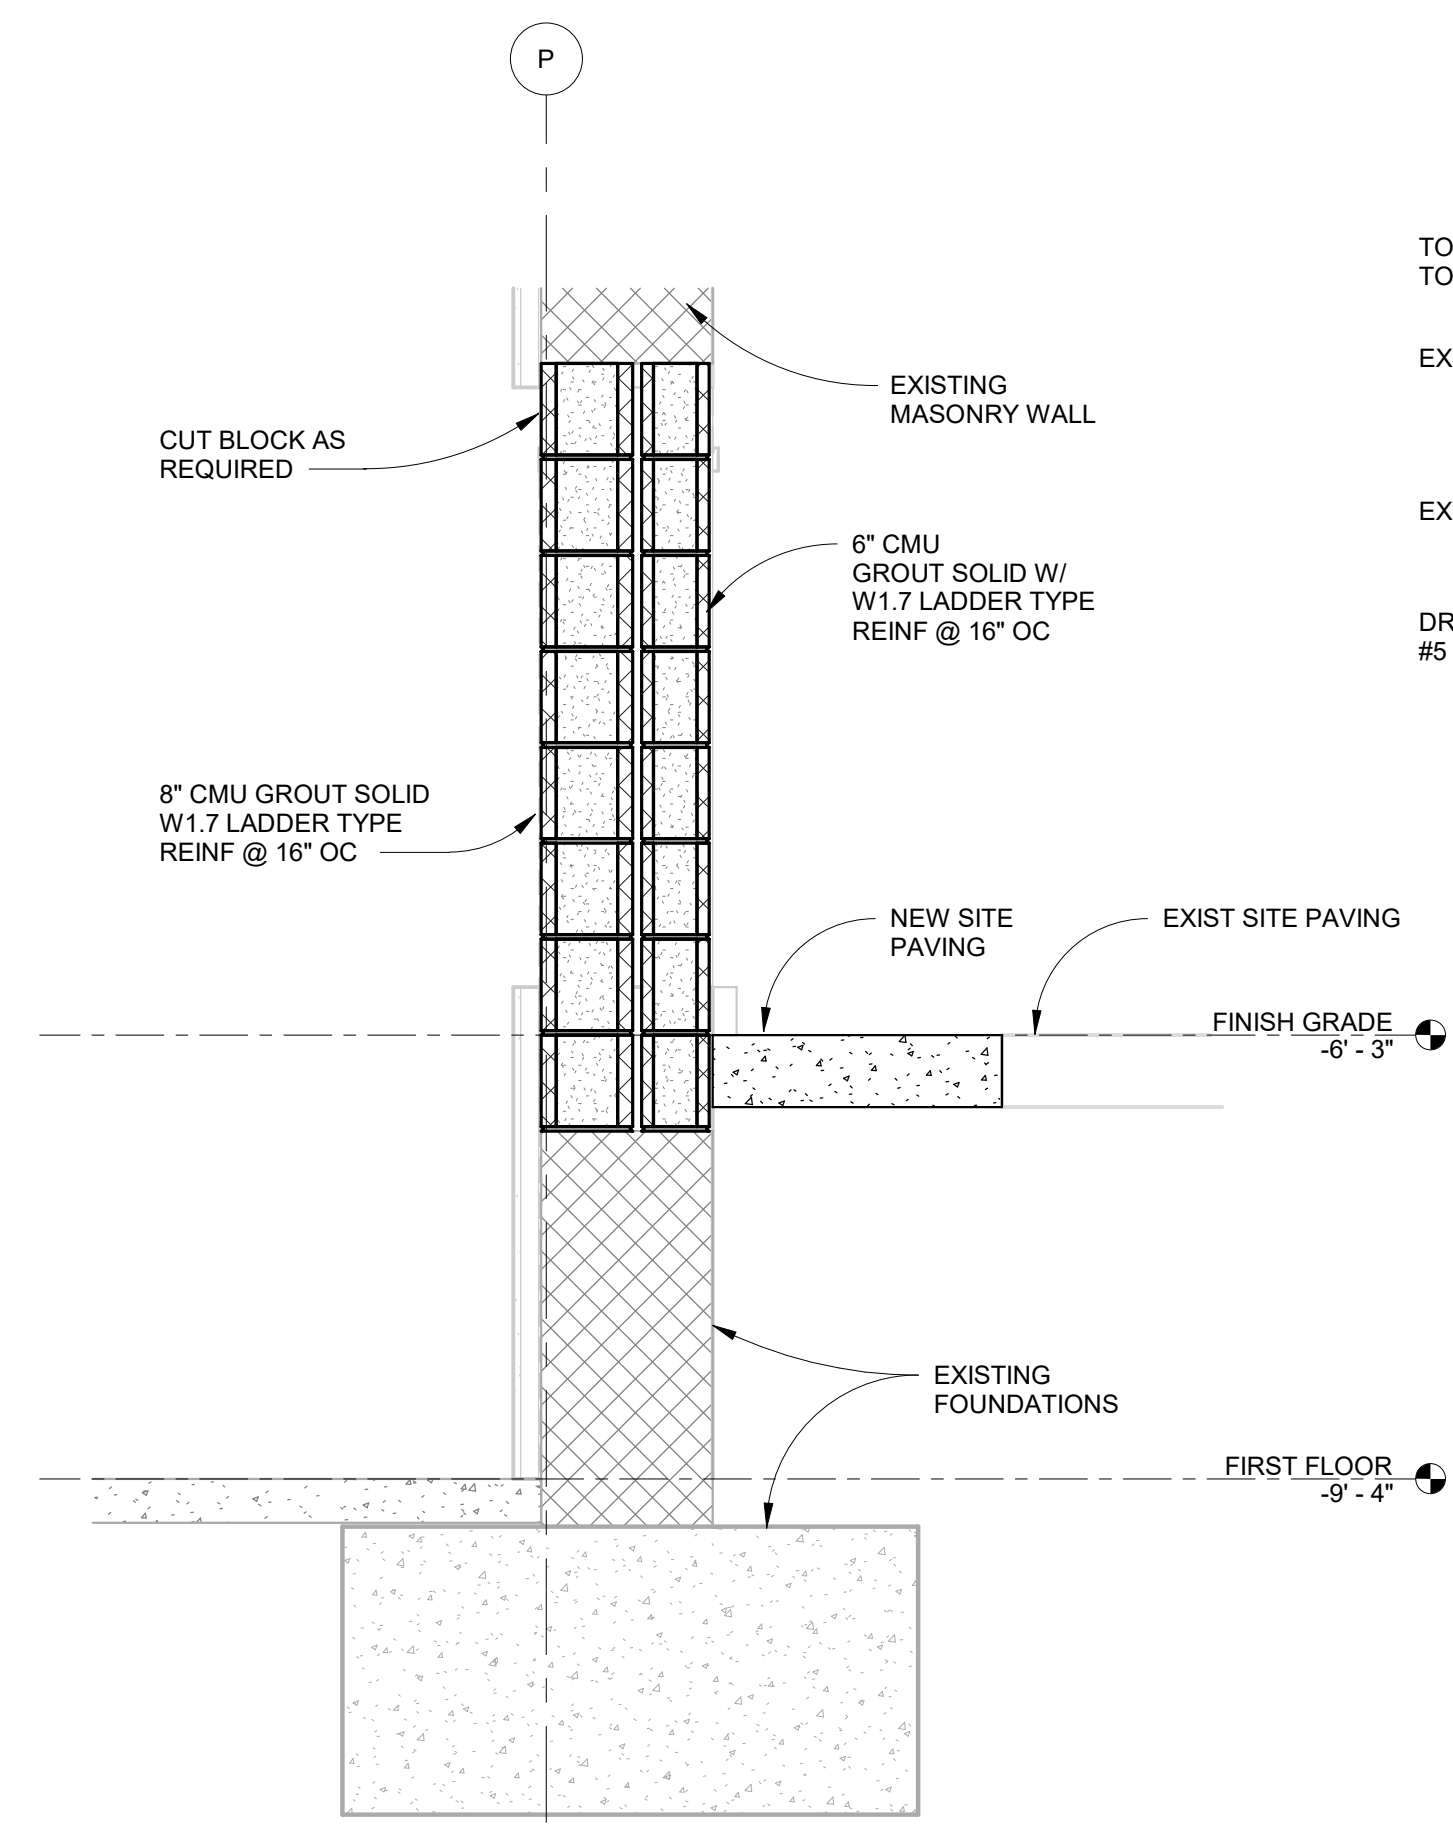 P
TO
TO
EX
EXISTING
MASONRY WALL
CUT BLOCK AS
REQUIRED
EX
6" CMU
GROUT SOLID W/
W1.7 LADDER TYPE
REINF @ 16" OC
DR
#5
8" CMU GROUT SOLID
W1.7 LADDER TYPE
REINF @ 16" OC
NEW SITE
PAVING
EXIST SITE PAVING
FINISH GRADE
-6' - 3"
EXISTING
FOUNDATIONS
FIRST FLOOR
-9' - 4"